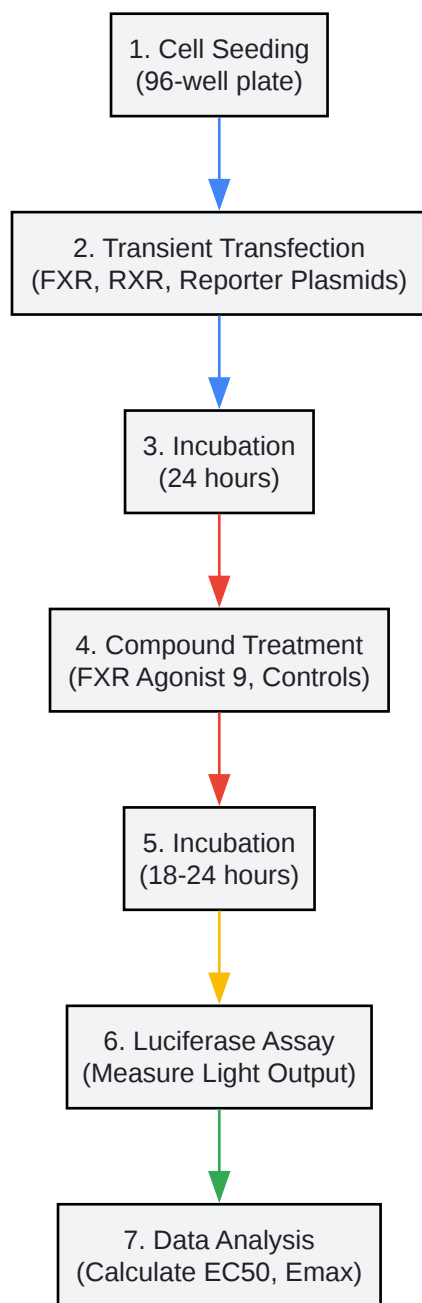 1. Cell Seeding
(96-well plate)
2. Transient Transfection
(FXR, RXR, Reporter Plasmids)
3. Incubation
(24 hours)
4. Compound Treatment
(FXR Agonist 9, Controls)
5. Incubation
(18-24 hours)
6. Luciferase Assay
(Measure Light Output)
7. Data Analysis
(Calculate EC50, Emax)